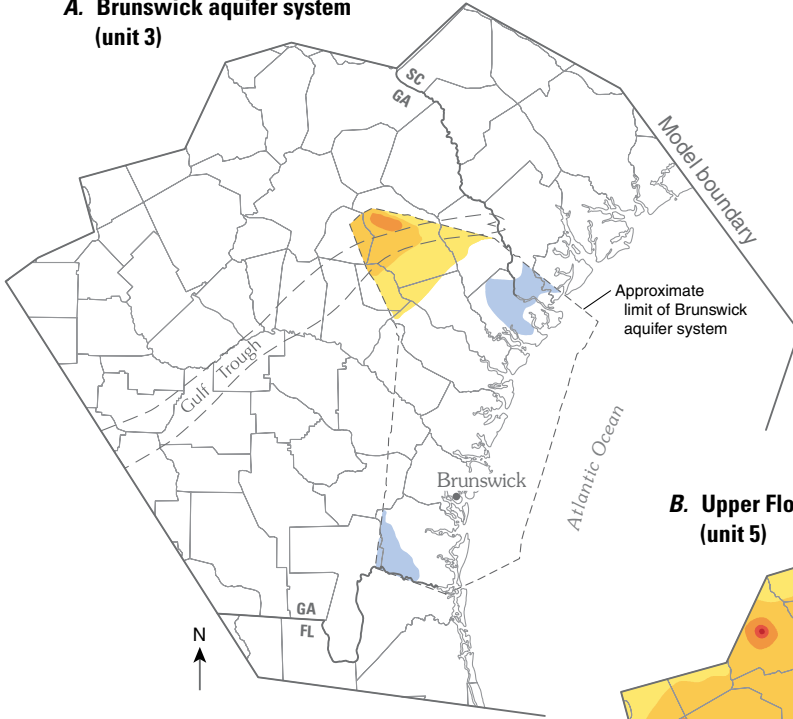 A. Brunswick aquifer system
(unit 3)
SC
GA
Model boundary
Approximate
limit of Brunswick
aquifer system
Gulf Trough
Atlantic Ocean
Brunswick
B. Upper Flo
(unit 5)
GA
FL
N